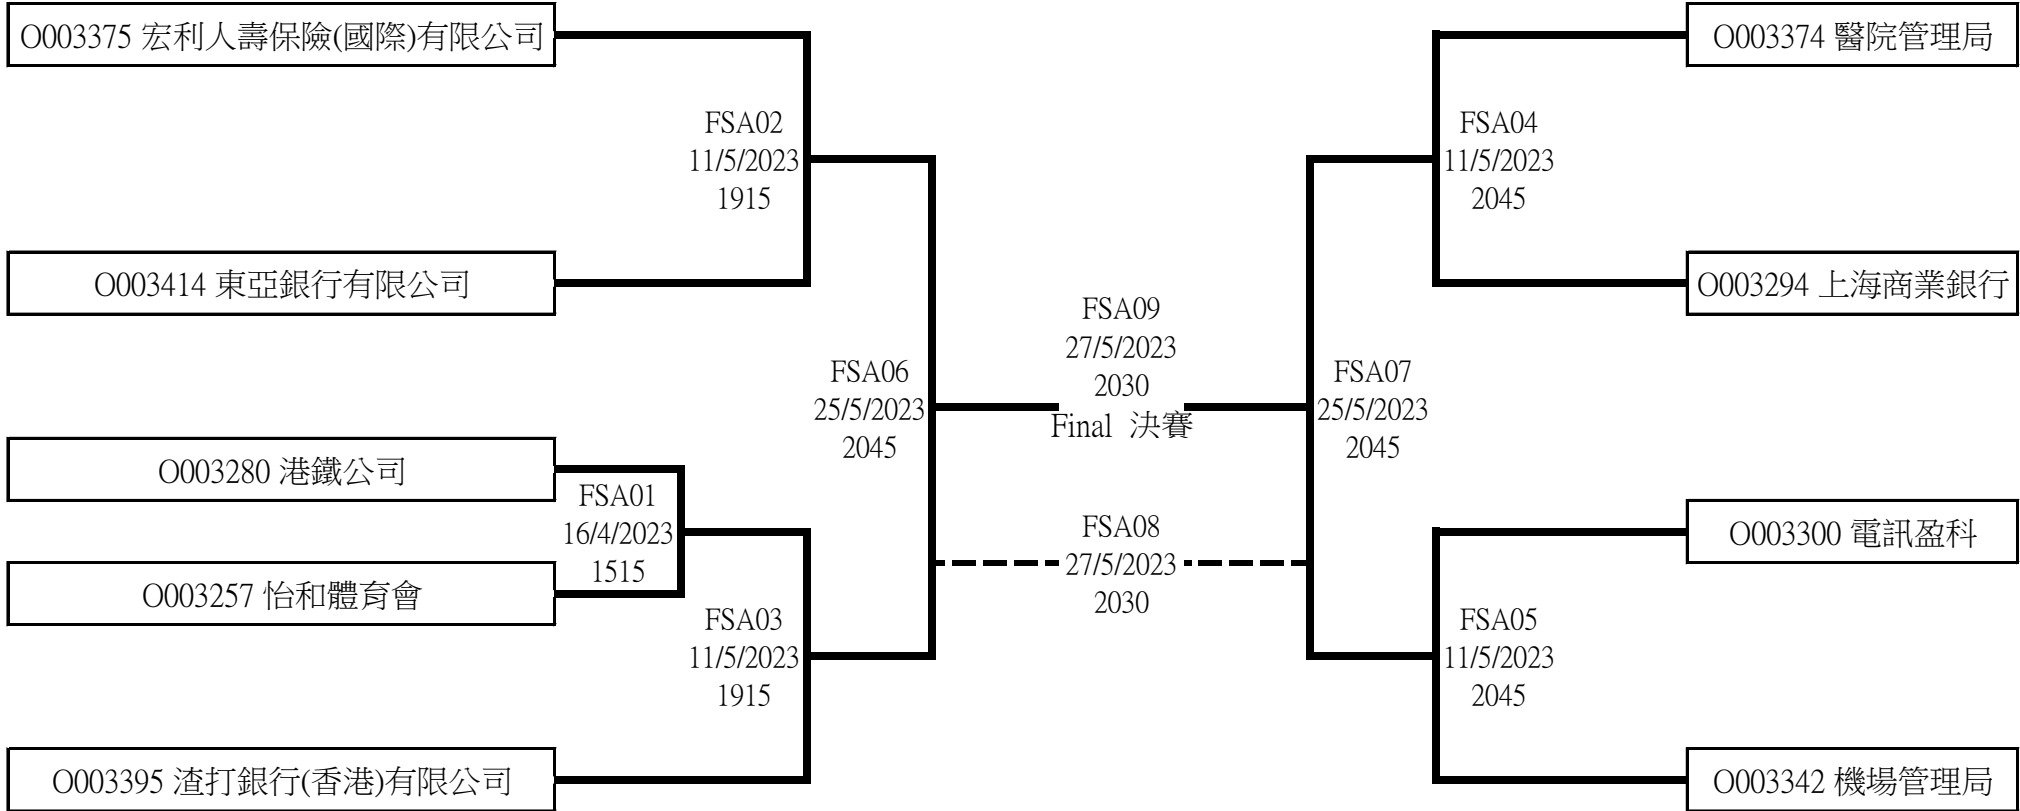 O003375 宏利人壽保險(國際)有限公司
FSA02
11/5/2023
1915
O003414 東亞銀行有限公司
FSA06
25/5/2023
2045
O003280 港鐵公司
FSA01
16/4/2023
1515
O003257 怡和體育會
FSA03
11/5/2023
1915
O003395 渣打銀行(香港)有限公司
FSA09
27/5/2023
2030
Final 決賽
FSA08
27/5/2023
2030
O003374 醫院管理局
FSA04
11/5/2023
2045
O003294 上海商業銀行
FSA07
25/5/2023
2045
O003300 電訊盈科
FSA05
11/5/2023
2045
O003342 機場管理局